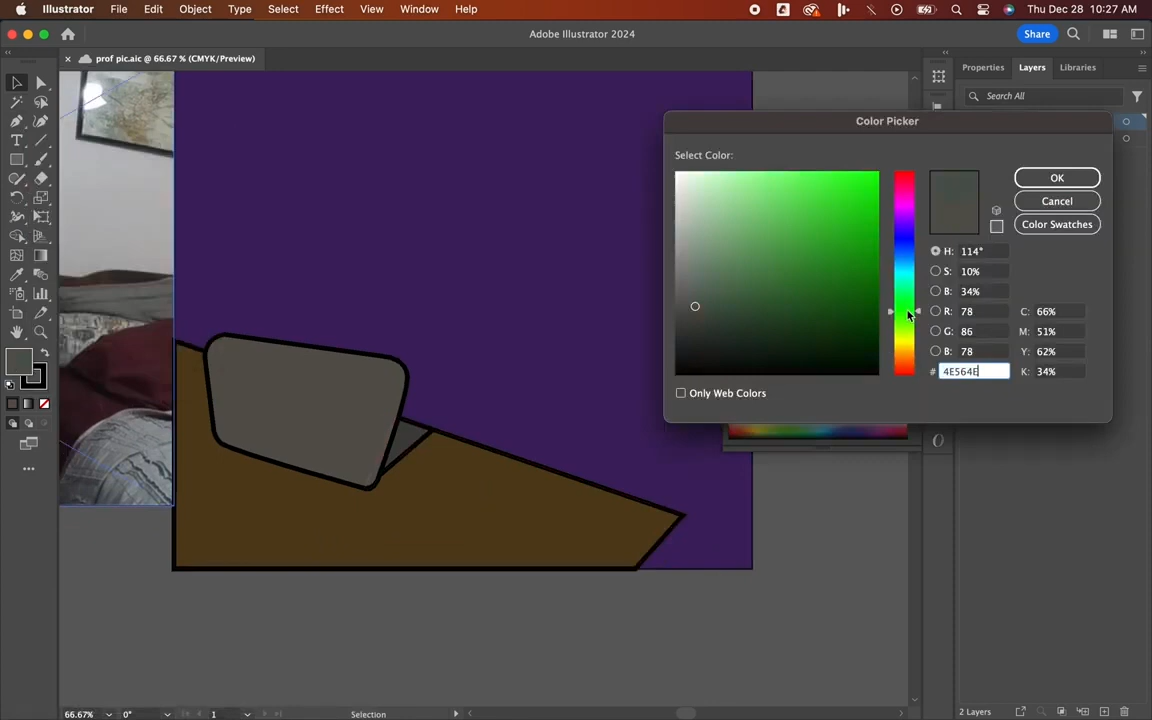 Illustrator File Edit Object Type Select Effect View Window Help Thu Dec 28 10:27 AM
Adobe Illustrator 2024 Share
× prof pic.aic @ 66.67 % (CMYK/Preview) Properties Layers Libraries
Search All
Color Picker
Select Color:
OK
Cancel
Color Swatches
H: 114°
S: 10%
B: 34%
R: 78 C: 66%
G: 86 M: 51%
B: 78 Y: 62%
# 4E564E K: 34%
Only Web Colors
66.67% 0° 1 Selection 2 Layers